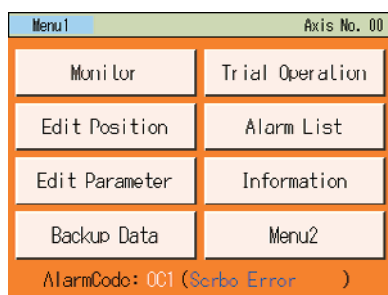 Menu1 Axis No. 00
Monitor Trial Operation
Edit Position Alarm List
Edit Parameter Information
Backup Data Menu2
AlarmCode: 0C1 (Serbo Error )